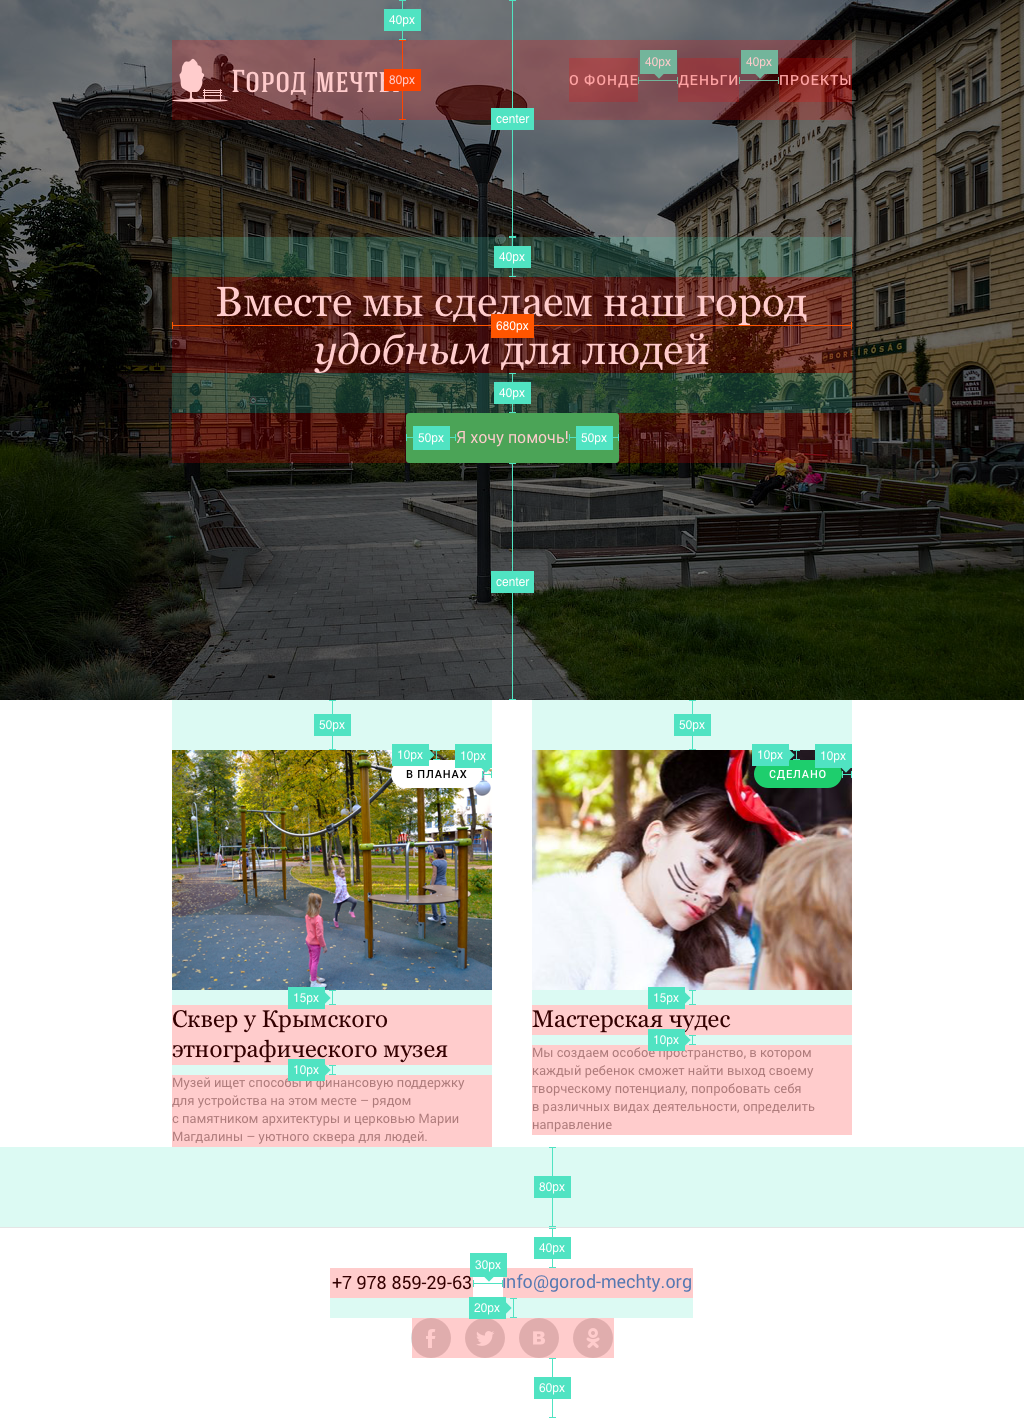 40px
80px
Город мечты
О ФОНДЕ
40px
ДЕНЬГИ
40px
ПРОЕКТЫ
center
40px
Вместе мы сделаем наш город
680px
удобным для людей
40px
50px
Я хочу помочь!
50px
center
50px
50px
10px
10px
В ПЛАНАХ
10px
10px
СДЕЛАНО
15px
Сквер у Крымского
этнографического музея
10px
Музей ищет способы и финансовую поддержку
для устройства на этом месте – рядом
с памятником архитектуры и церковью Марии
Магдалины – уютного сквера для людей.
15px
Мастерская чудес
10px
Мы создаем особое пространство, в котором
каждый ребенок сможет найти выход своему
творческому потенциалу, попробовать себя
в различных видах деятельности, определить
направление
80px
40px
30px
+7 978 859-29-63
info@gorod-mechty.org
20px
60px